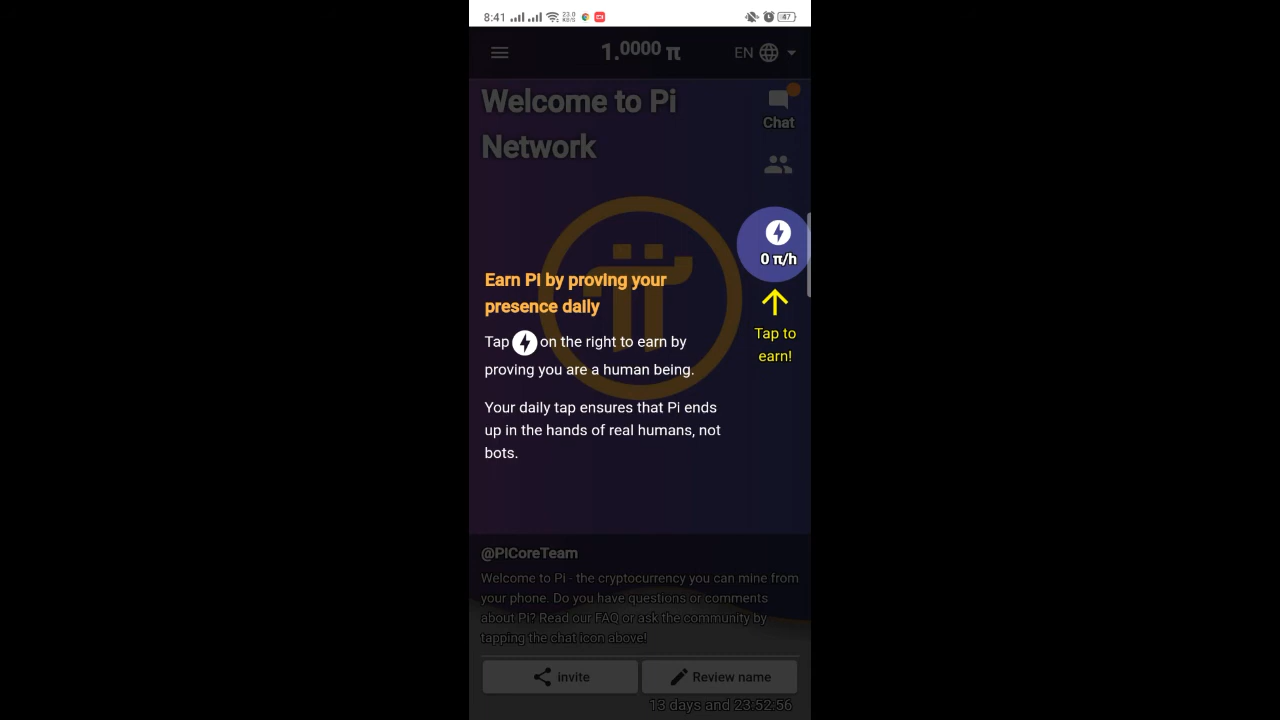 8:41
23.0
KB/S
47
1.0000 π
EN
Welcome to Pi
Network
Chat
0 π/h
Earn Pi by proving your
presence daily
Tap to
earn!
Tap on the right to earn by
proving you are a human being.
Your daily tap ensures that Pi ends
up in the hands of real humans, not
bots.
@PiCoreTeam
Welcome to Pi - the cryptocurrency you can mine from
your phone. Do you have questions or comments
about Pi? Read our FAQ or ask the community by
tapping the chat icon above!
invite
Review name
13 days and 23:52:56